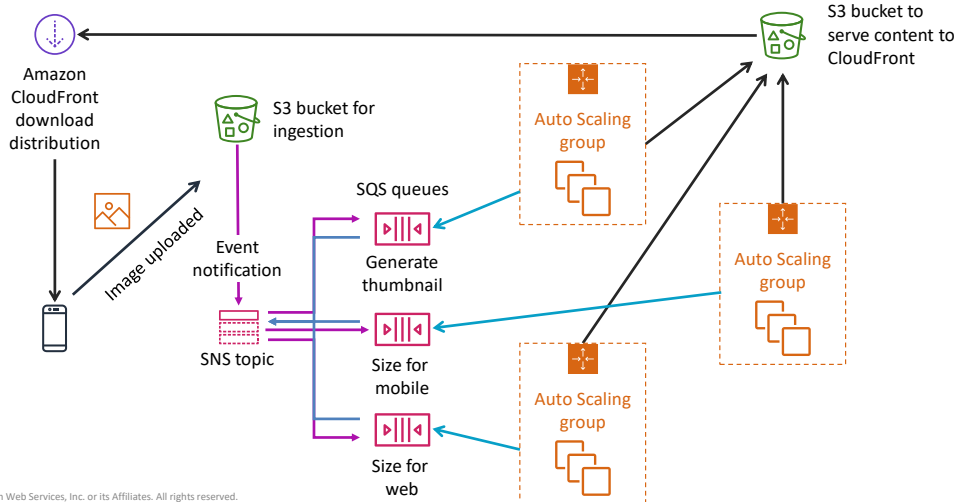 S3 bucket to
serve content to
CloudFront
Amazon
CloudFront
download
distribution
S3 bucket for
ingestion
Auto Scaling
group
SQS queues
Image uploaded
Event
notification
Generate
thumbnail
Auto Scaling
group
SNS topic
Size for
mobile
Auto Scaling
group
Size for
web
Web Services, Inc. or its Affiliates. All rights reserved.